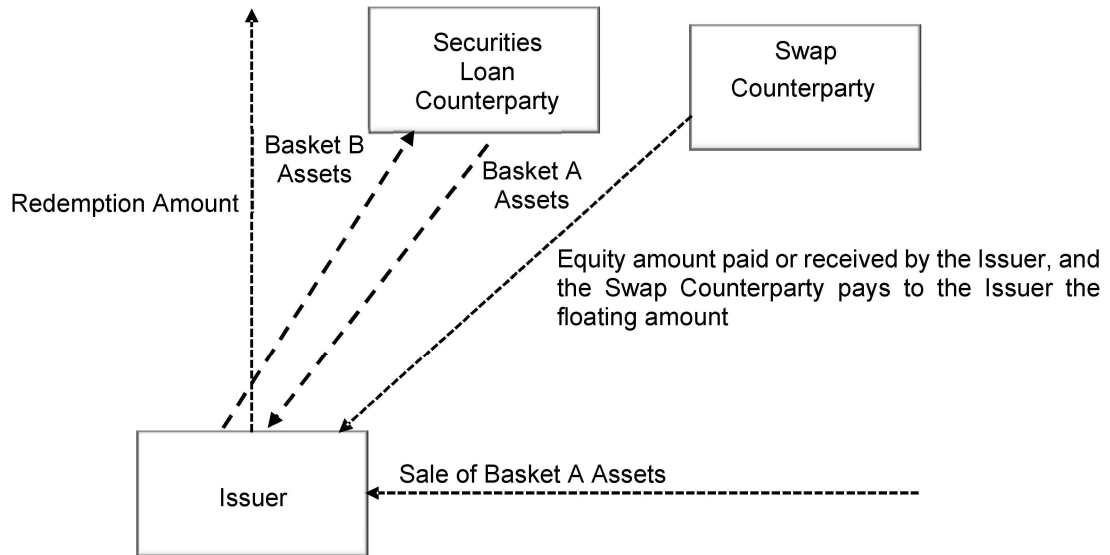 Securities
Loan
Counterparty
Swap
Counterparty
Basket B
Assets
Basket A
Assets
Redemption Amount
Equity amount paid or received by the Issuer, and
the Swap Counterparty pays to the Issuer the
floating amount
Sale of Basket A Assets
Issuer